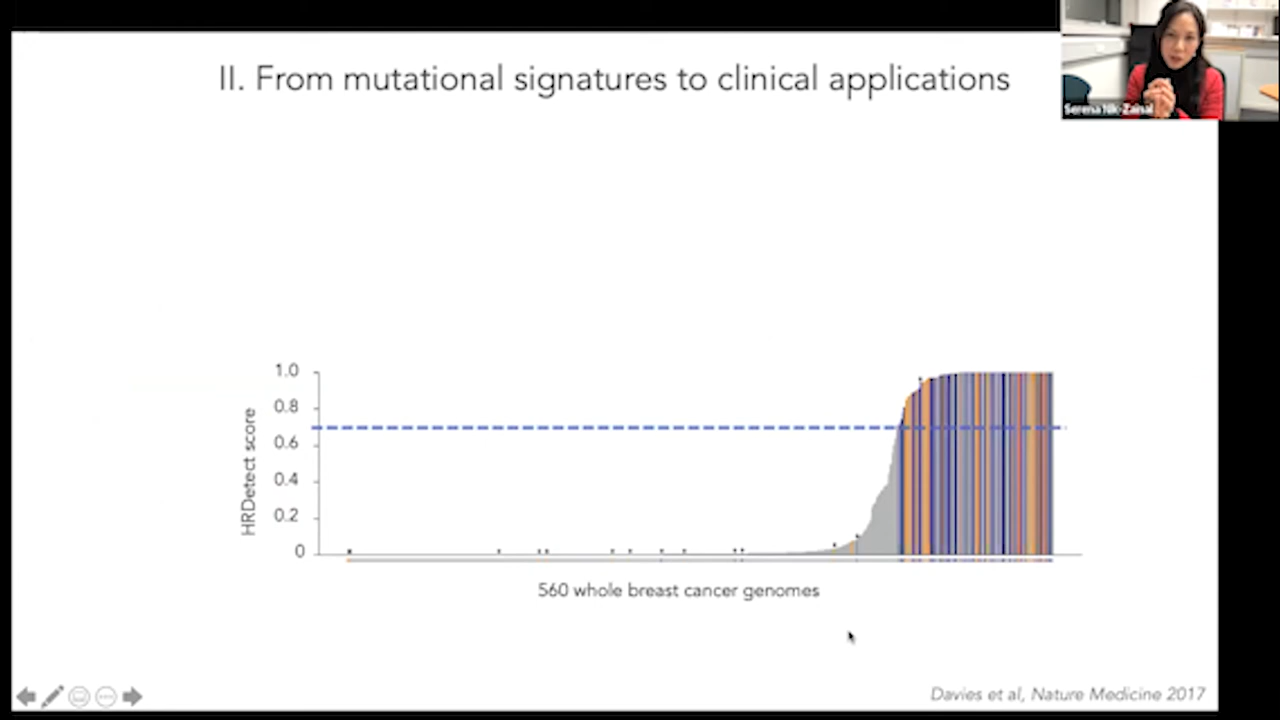 II. From mutational signatures to clinical applications
Serena Nik-Zainal
1.0
0.8
0.6
0.4
0.2
0
HRDetect score
560 whole breast cancer genomes
Davies et al, Nature Medicine 2017